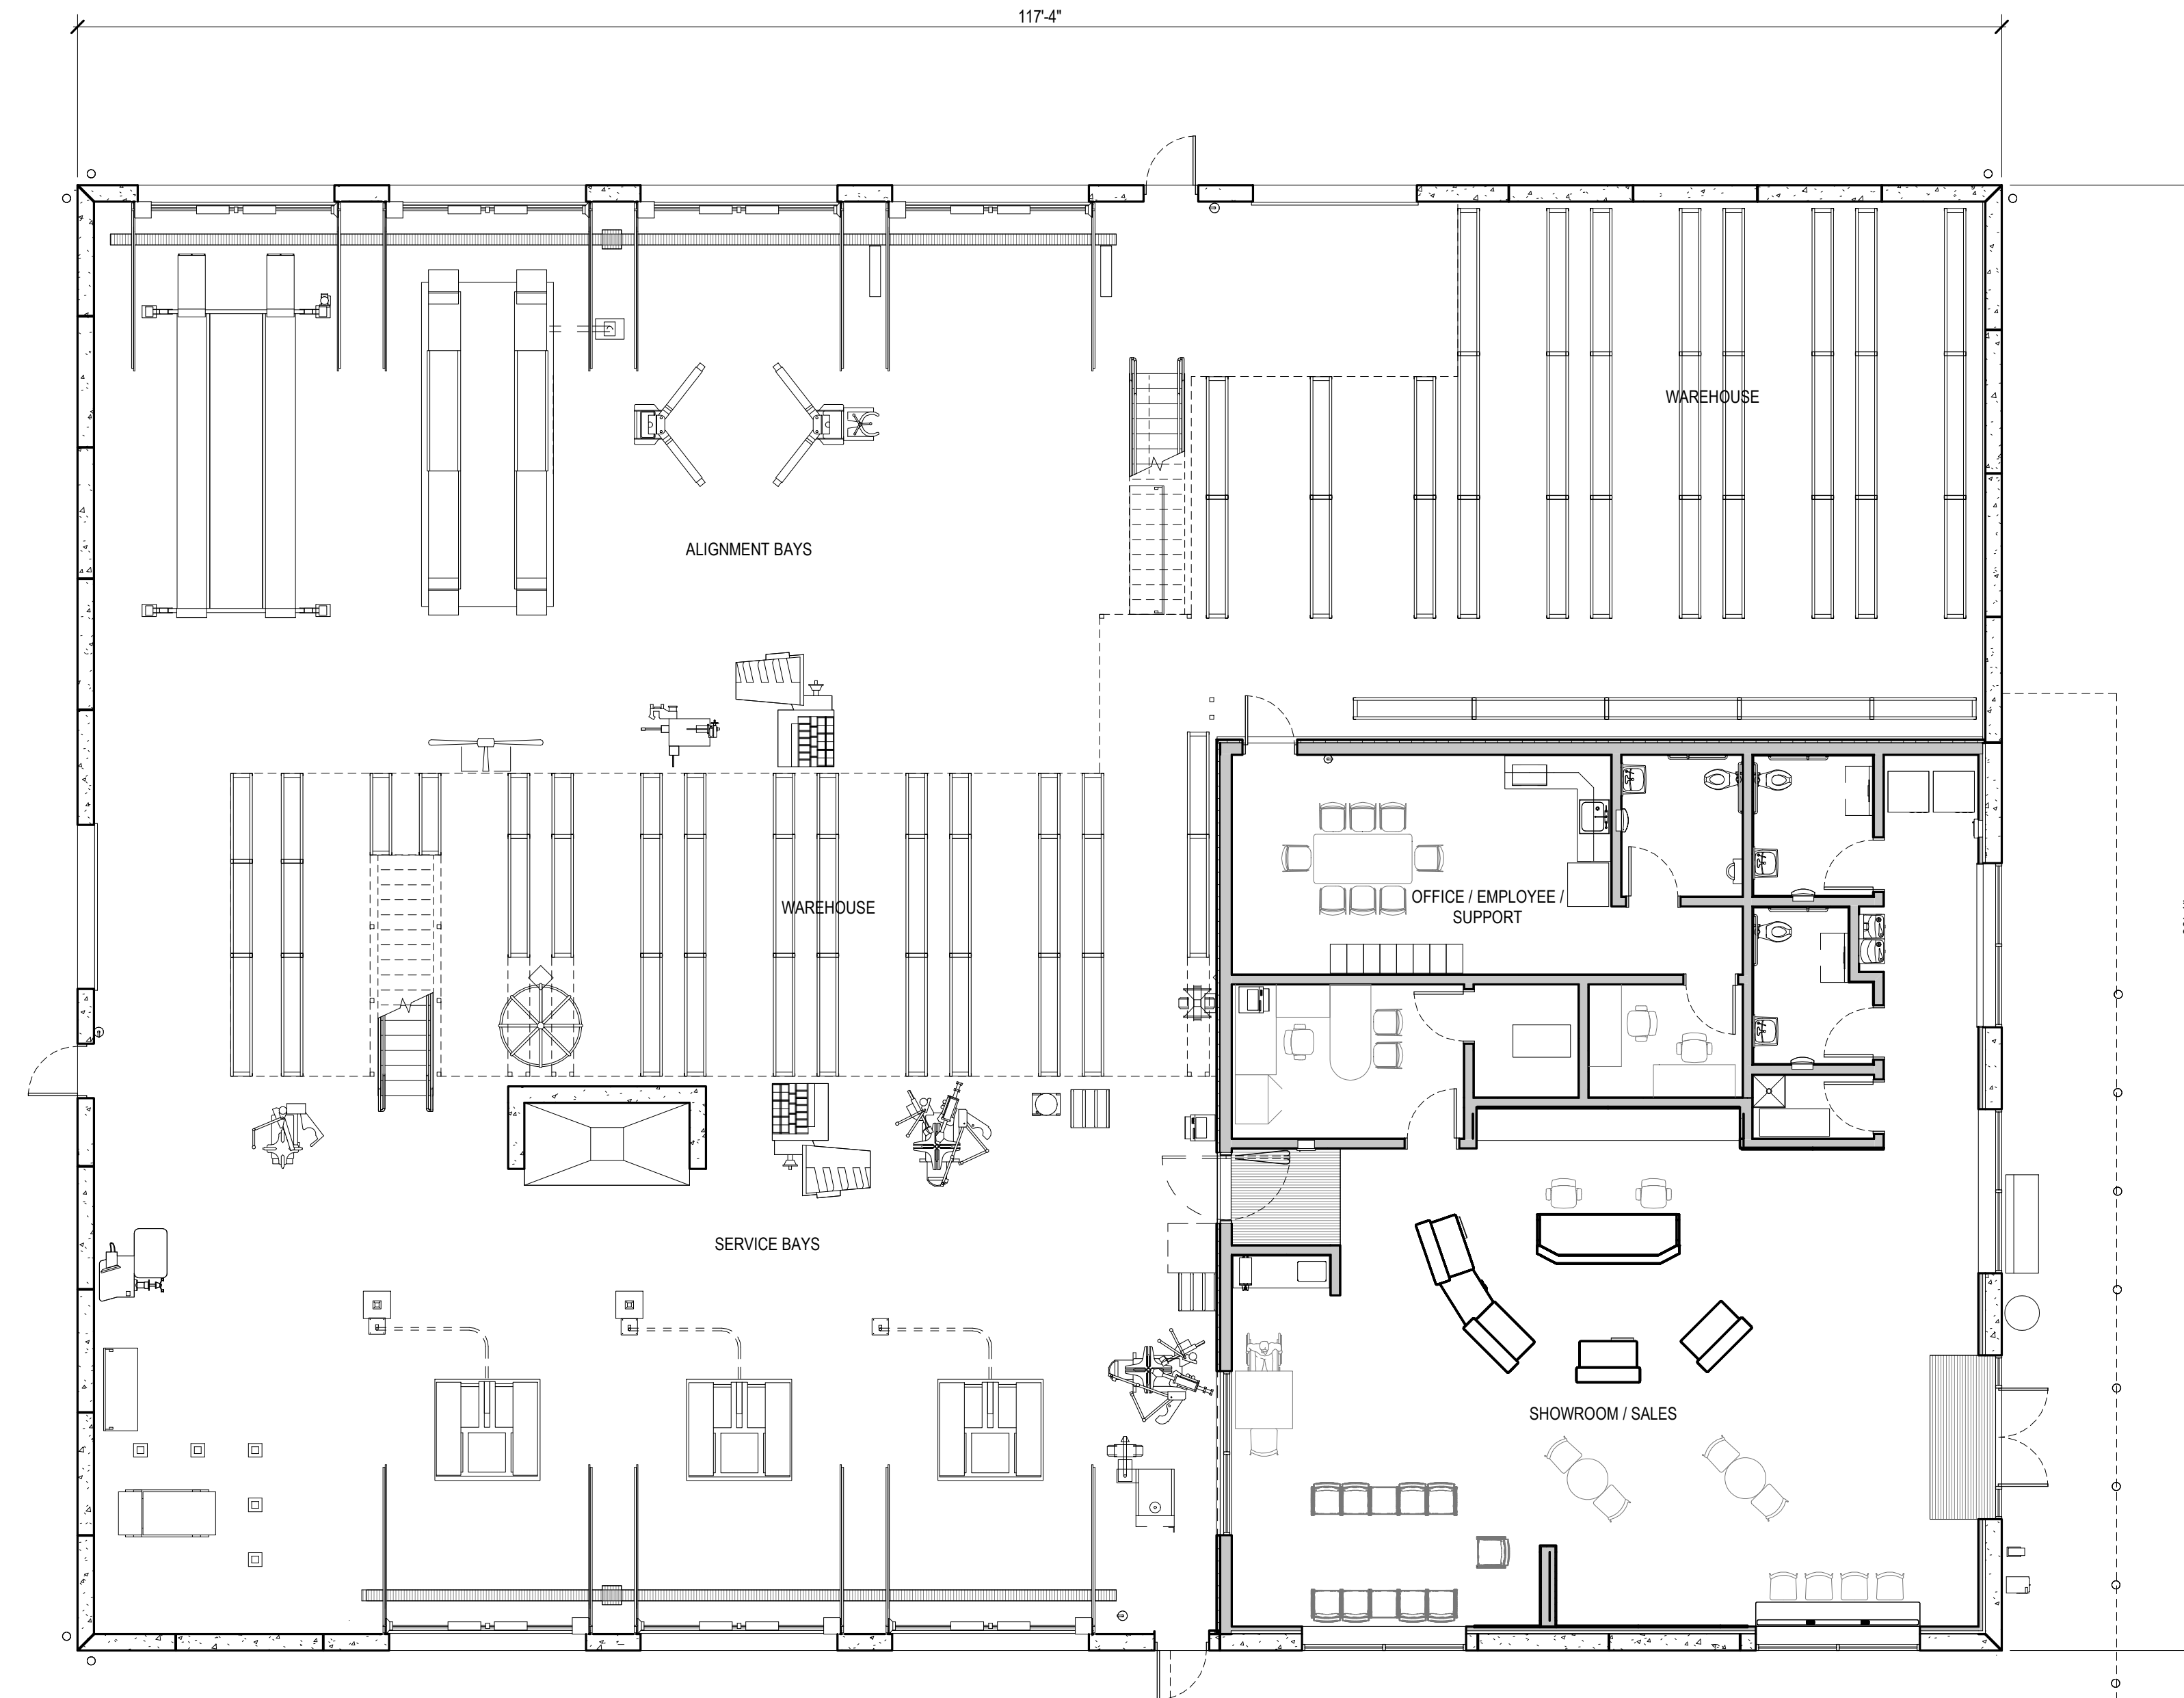 117'-4"
WAREHOUSE
ALIGNMENT BAYS
OFFICE / EMPLOYEE /
SUPPORT
WAREHOUSE
SERVICE BAYS
SHOWROOM / SALES